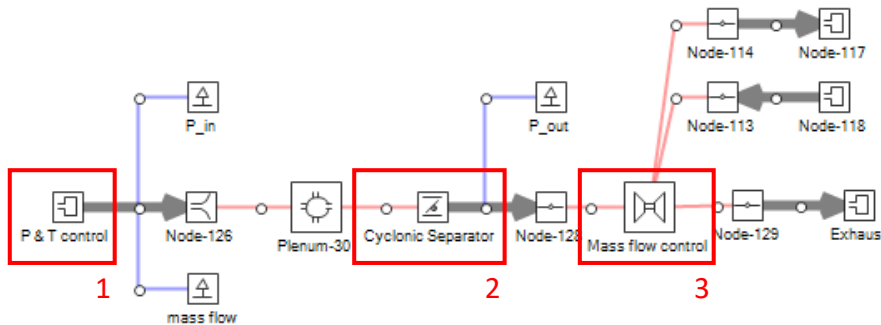 Node-114
Node-117
P_in
P_out
Node-113
Node-118
P & T control
Node-126
Plenum-30
Cyclonic Separator
Node-128
Mass flow control
Node-129
Exhaus
1
2
3
mass flow